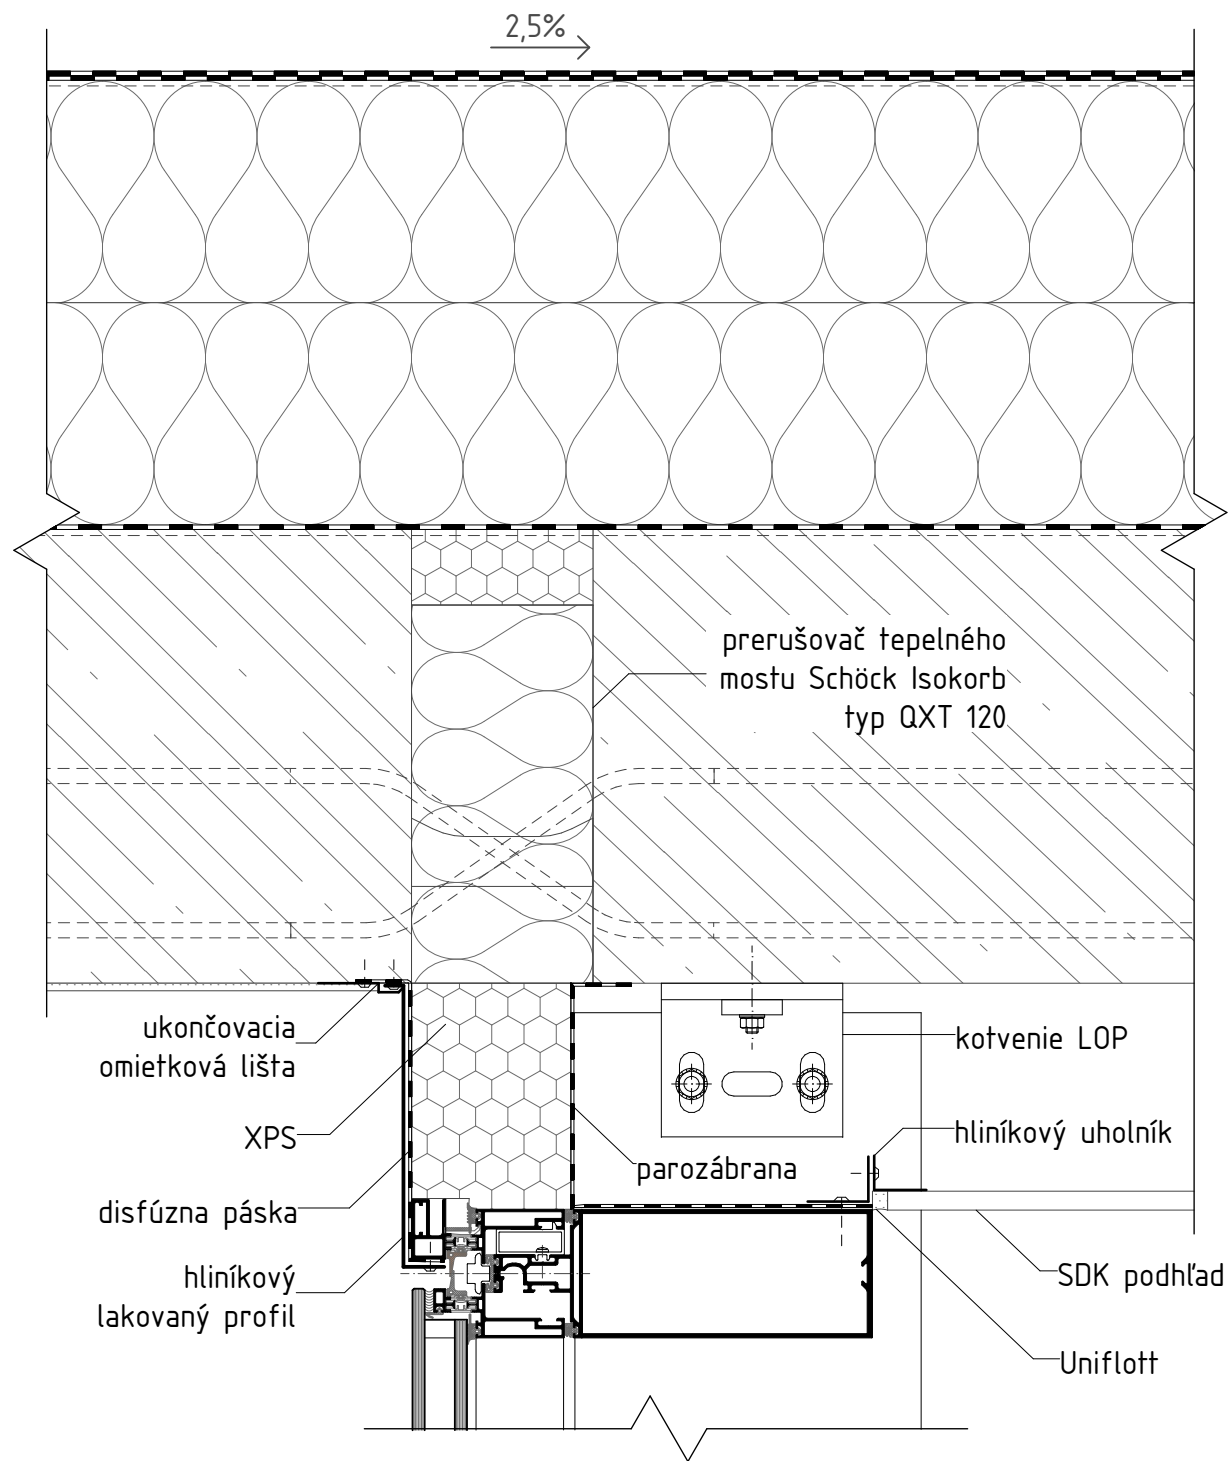 2,5%
prerušovač tepelného
mostu Schöck Isokorb
typ QXT 120
ukončovacia
omietková lišta
XPS
disfúzna páska
hliníkový
lakovaný profil
kotvenie LOP
hliníkový uholník
parozábrana
SDK podhľad
Uniflott